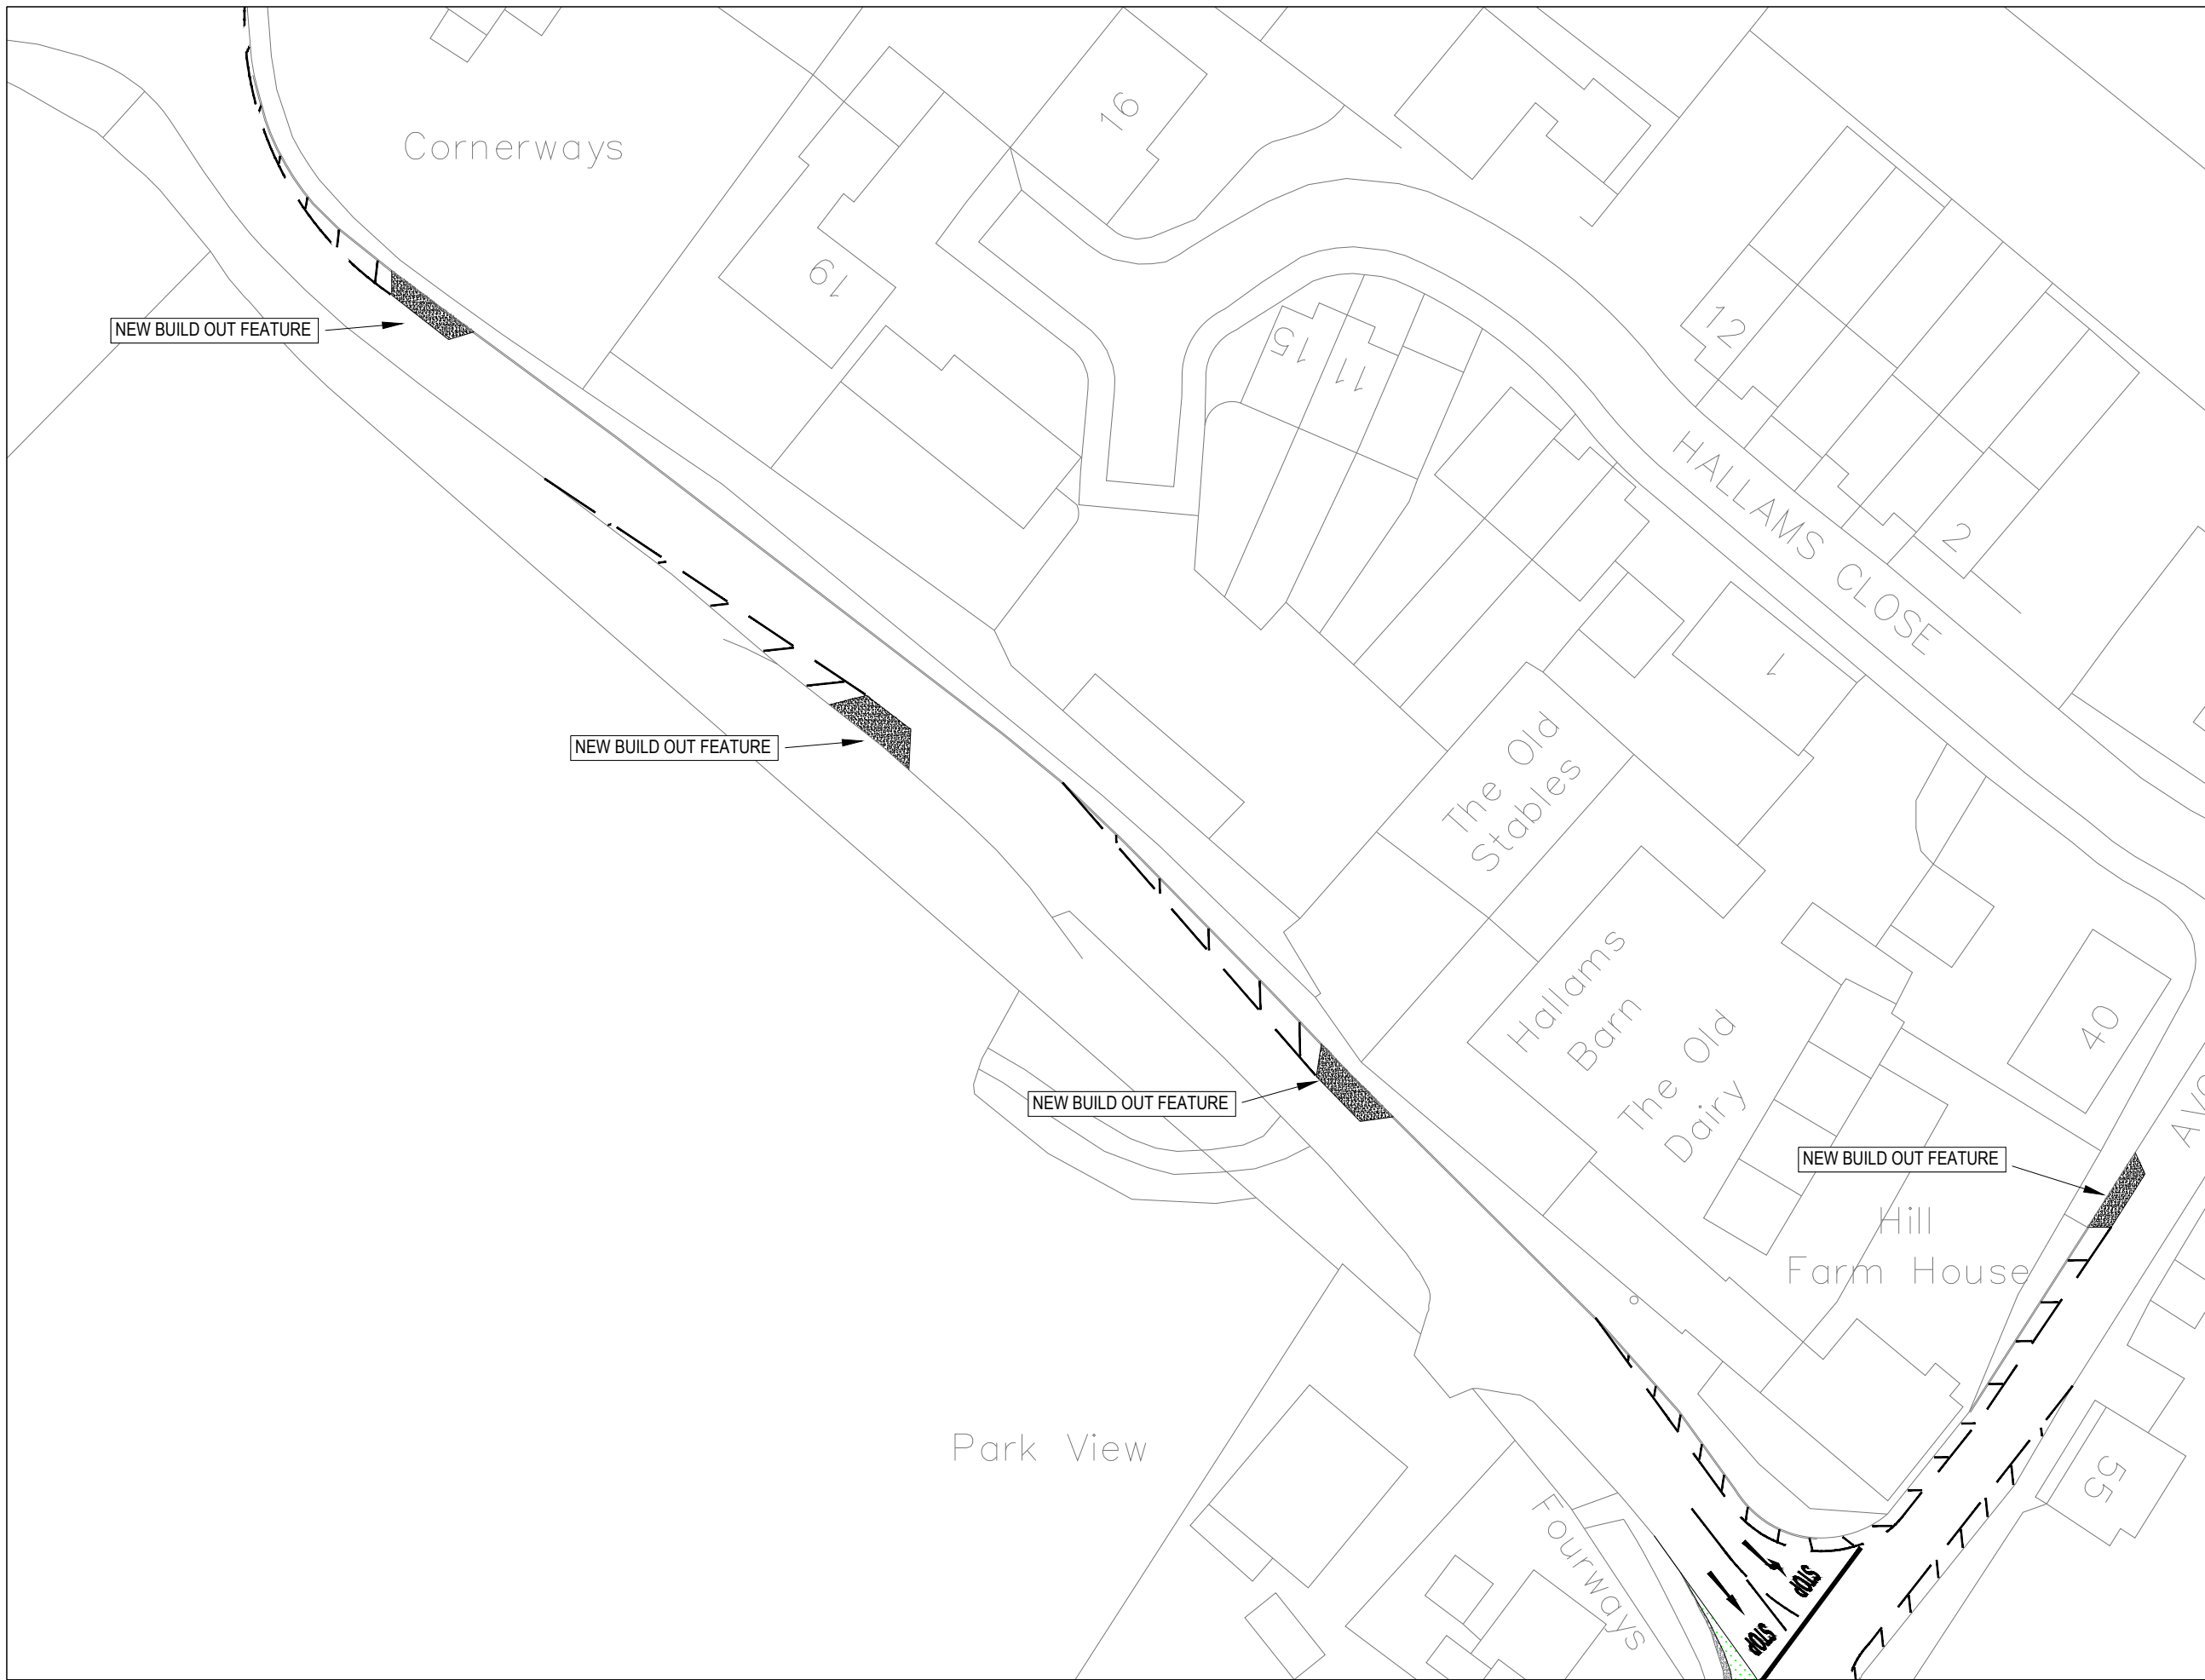 Cornerways
16
19
NEW BUILD OUT FEATURE
15
11
12
HALLAMS CLOSE
2
1
NEW BUILD OUT FEATURE
The Old
Stables
Hallams
Barn
The Old
Dairy
40
NEW BUILD OUT FEATURE
NEW BUILD OUT FEATURE
Hill
Farm House
Park View
55
Fourways
STOP
STOP